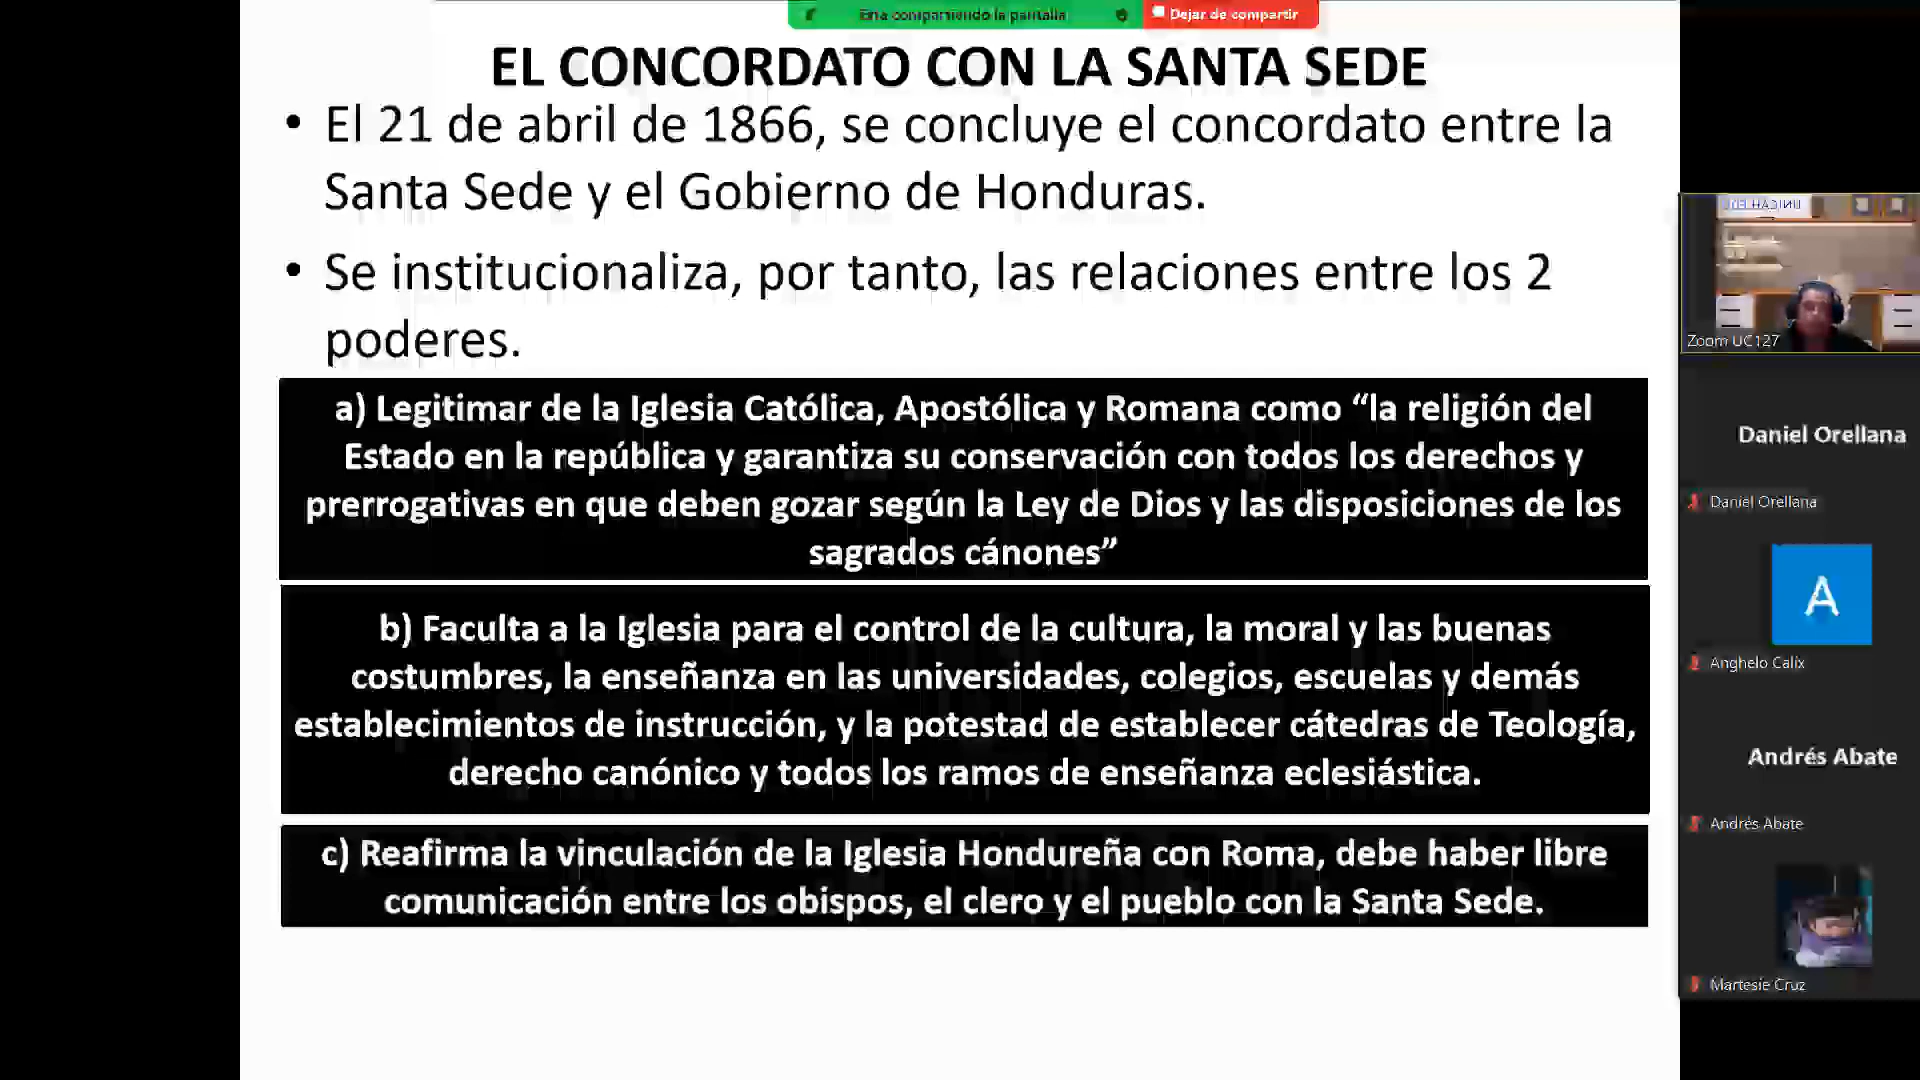 Está compartiendo la pantalla
Dejar de compartir
EL CONCORDATO CON LA SANTA SEDE
• El 21 de abril de 1866, se concluye el concordato entre la
Santa Sede y el Gobierno de Honduras.
• Se institucionaliza, por tanto, las relaciones entre los 2
poderes.
a) Legitimar de la Iglesia Católica, Apostólica y Romana como “la religión del
Estado en la república y garantiza su conservación con todos los derechos y
prerrogativas en que deben gozar según la Ley de Dios y las disposiciones de los
sagrados cánones”
b) Faculta a la Iglesia para el control de la cultura, la moral y las buenas
costumbres, la enseñanza en las universidades, colegios, escuelas y demás
establecimientos de instrucción, y la potestad de establecer cátedras de Teología,
derecho canónico y todos los ramos de enseñanza eclesiástica.
c) Reafirma la vinculación de la Iglesia Hondureña con Roma, debe haber libre
comunicación entre los obispos, el clero y el pueblo con la Santa Sede.
Zoom UC127
Daniel Orellana
Daniel Orellana
A
Anghelo Calix
Andrés Abate
Andrés Abate
Martesie Cruz